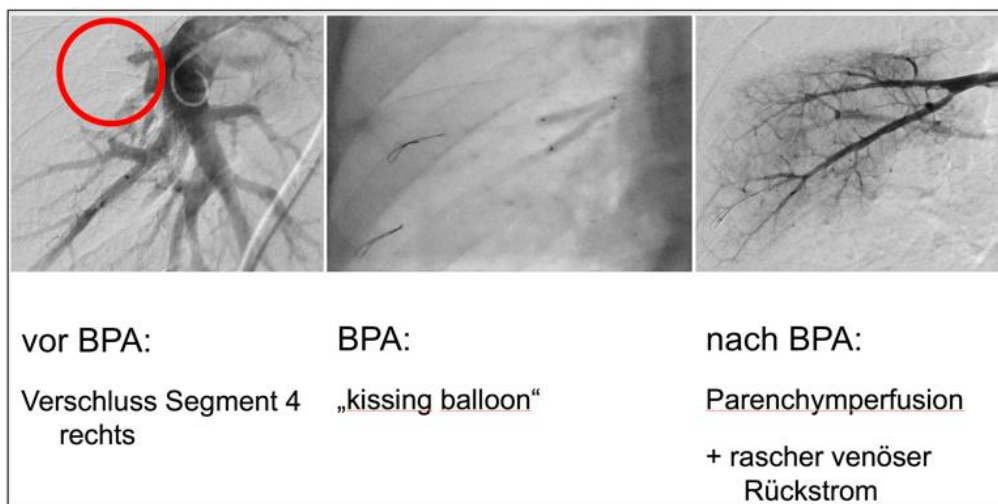 vor BPA:
Verschluss Segment 4
rechts
BPA:
„kissing balloon“
nach BPA:
Parenchymperfusion
+ rascher venöser
Rückstrom